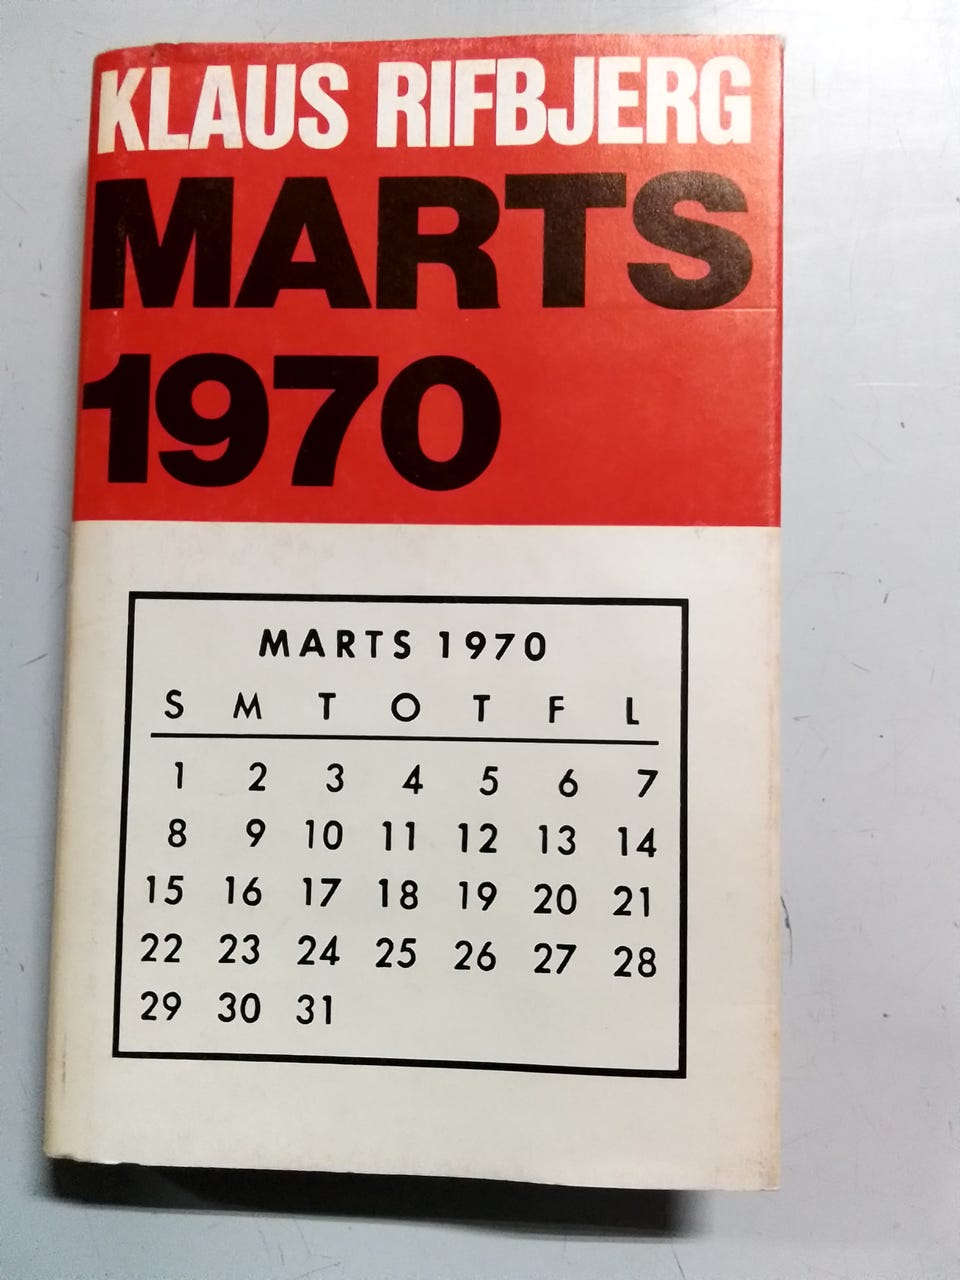 KLAUS RIFBJERG
MARTS
1970
MARTS 1970
S M T O T F L
1 2 3 4 5 6 7
8 9 10 11 12 13 14
15 16 17 18 19 20 21
22 23 24 25 26 27 28
29 30 31